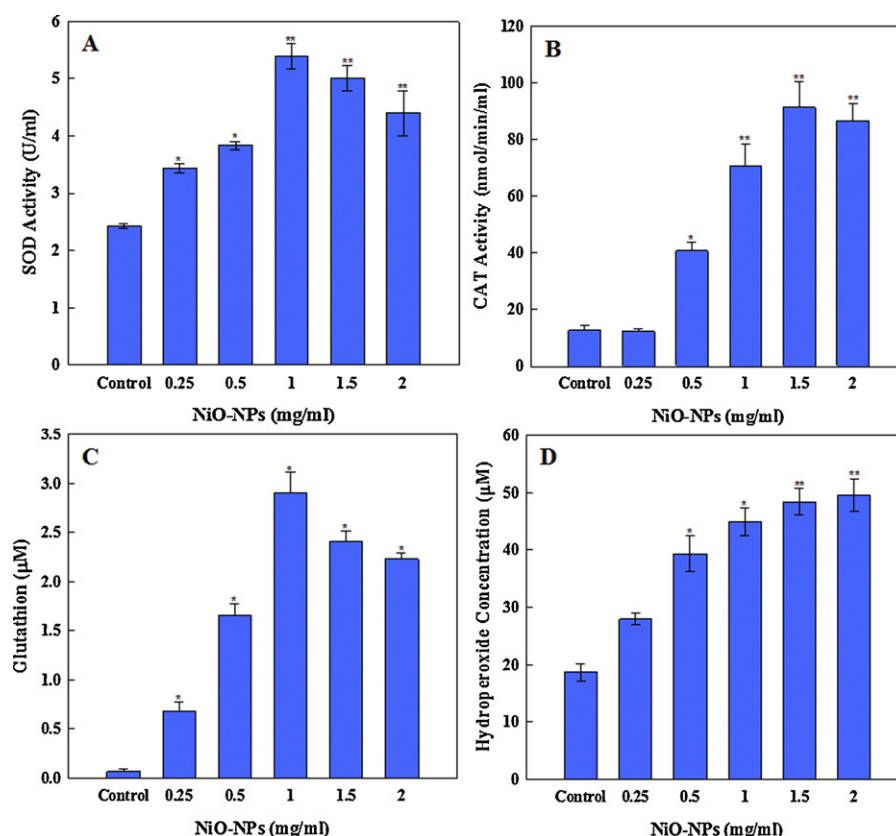 A
SOD Activity (U/ml)
6
5
4
3
2
1
0
*
*
**
**
**
Control 0.25 0.5 1 1.5 2
NiO-NPs (mg/ml)
B
CAT Activity (nmol/min/ml)
120
100
80
60
40
20
0
*
**
**
**
Control 0.25 0.5 1 1.5 2
NiO-NPs (mg/ml)
C
Glutathion (μM)
3.5
3.0
2.5
2.0
1.5
1.0
0.5
0.0
*
*
*
*
*
Control 0.25 0.5 1 1.5 2
NiO-NPs (mg/ml)
D
Hydroperoxide Concentration (μM)
60
50
40
30
20
10
0
*
*
**
**
Control 0.25 0.5 1 1.5 2
NiO-NPs (mg/ml)